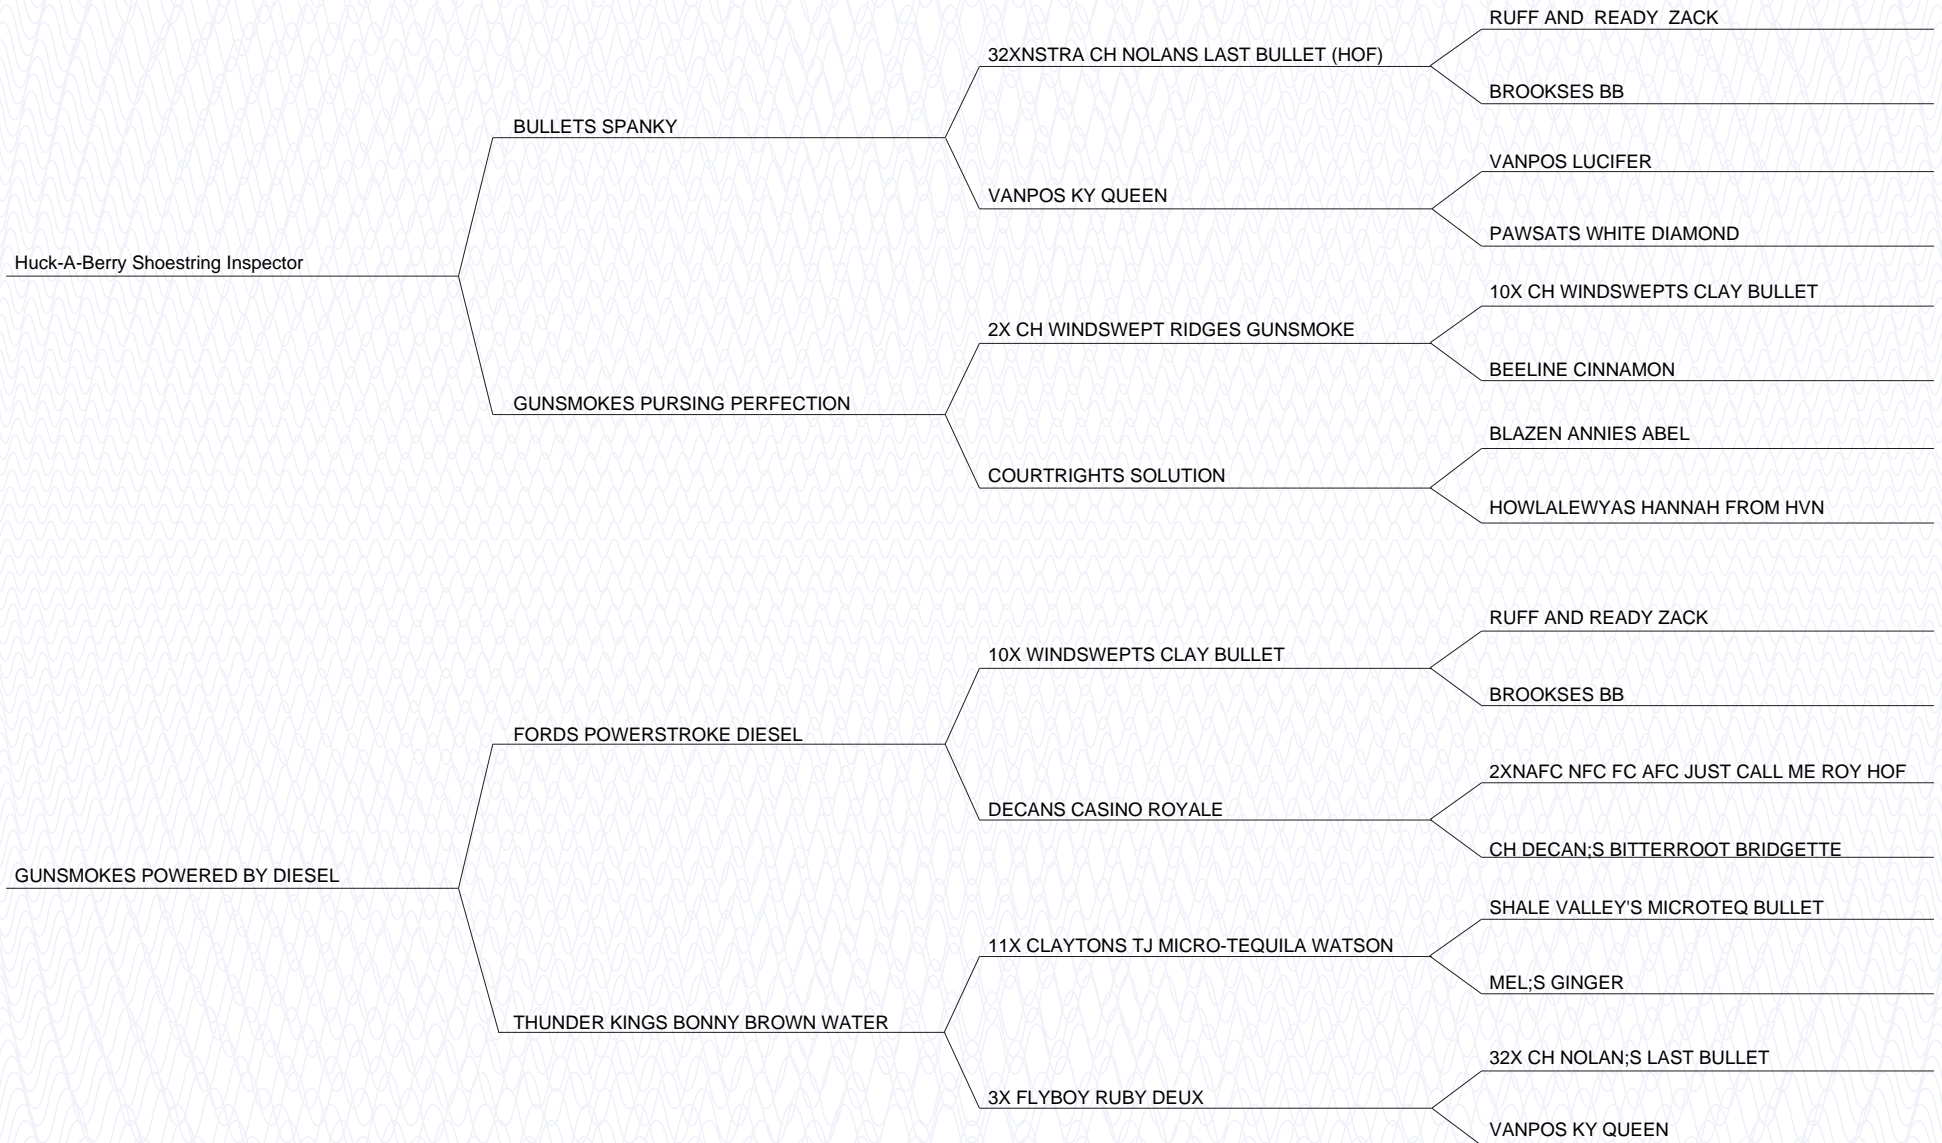 RUFF AND  READY  ZACK
32XNSTRA CH NOLANS LAST BULLET (HOF)
BROOKSES BB
BULLETS SPANKY
VANPOS LUCIFER
VANPOS KY QUEEN
PAWSATS WHITE DIAMOND
Huck-A-Berry Shoestring Inspector
10X CH WINDSWEPTS CLAY BULLET
2X CH WINDSWEPT RIDGES GUNSMOKE
BEELINE CINNAMON
GUNSMOKES PURSING PERFECTION
BLAZEN ANNIES ABEL
COURTRIGHTS SOLUTION
HOWLALEWYAS HANNAH FROM HVN
RUFF AND READY ZACK
10X WINDSWEPTS CLAY BULLET
BROOKSES BB
FORDS POWERSTROKE DIESEL
2XNAFC NFC FC AFC JUST CALL ME ROY HOF
DECANS CASINO ROYALE
CH DECAN;S BITTERROOT BRIDGETTE
GUNSMOKES POWERED BY DIESEL
SHALE VALLEY'S MICROTEQ BULLET
11X CLAYTONS TJ MICRO-TEQUILA WATSON
MEL;S GINGER
THUNDER KINGS BONNY BROWN WATER
32X CH NOLAN;S LAST BULLET
3X FLYBOY RUBY DEUX
VANPOS KY QUEEN